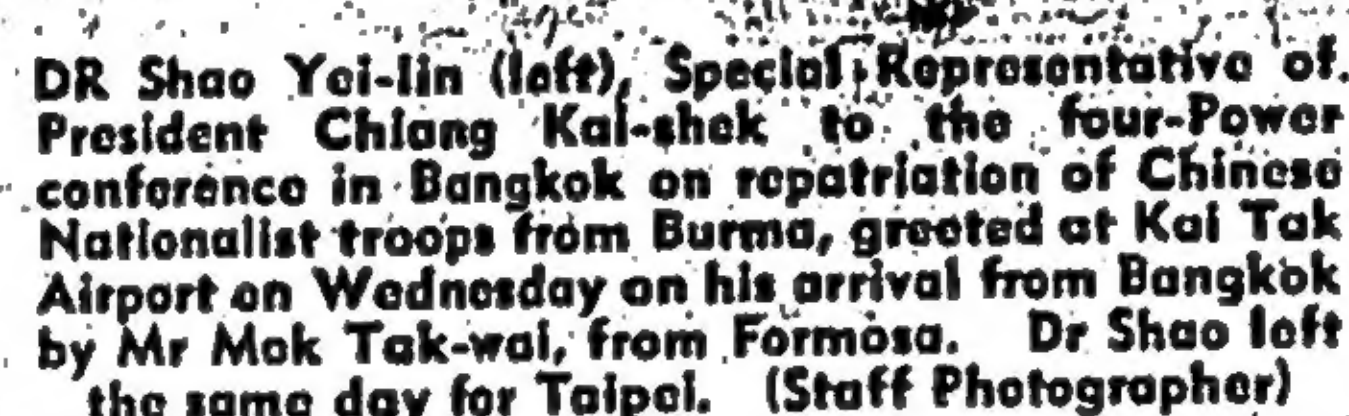 DR Shao Yei-lin (left), Special Representative of
President Chiang Kai-shek to the four-Power
conference in Bangkok on repatriation of Chinese
Nationalist troops from Burma, greeted at Kai Tak
Airport on Wednesday on his arrival from Bangkok
by Mr Mok Tak-wai, from Formosa. Dr Shao left
the same day for Taipei. (Staff Photographer)